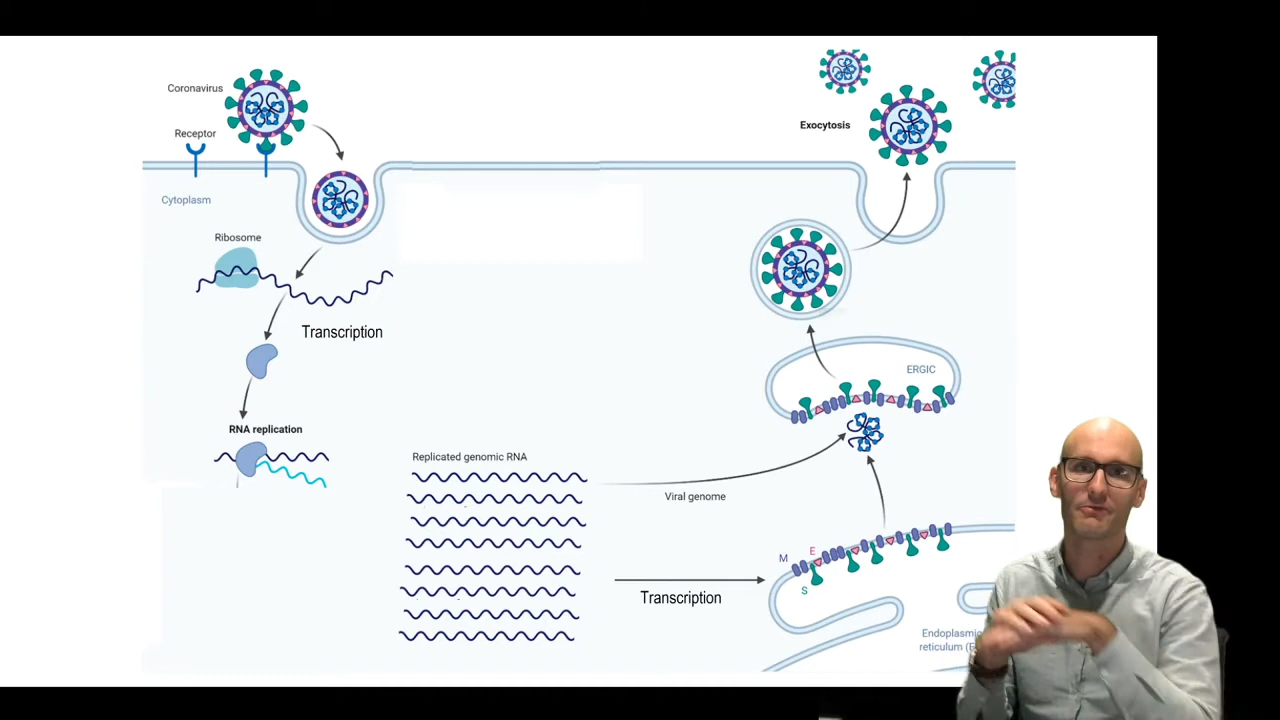 Coronavirus
Receptor
Exocytosis
Cytoplasm
Ribosome
Transcription
ERGIC
RNA replication
Replicated genomic RNA
Viral genome
M
E
S
Transcription
Endoplasmic
reticulum (E